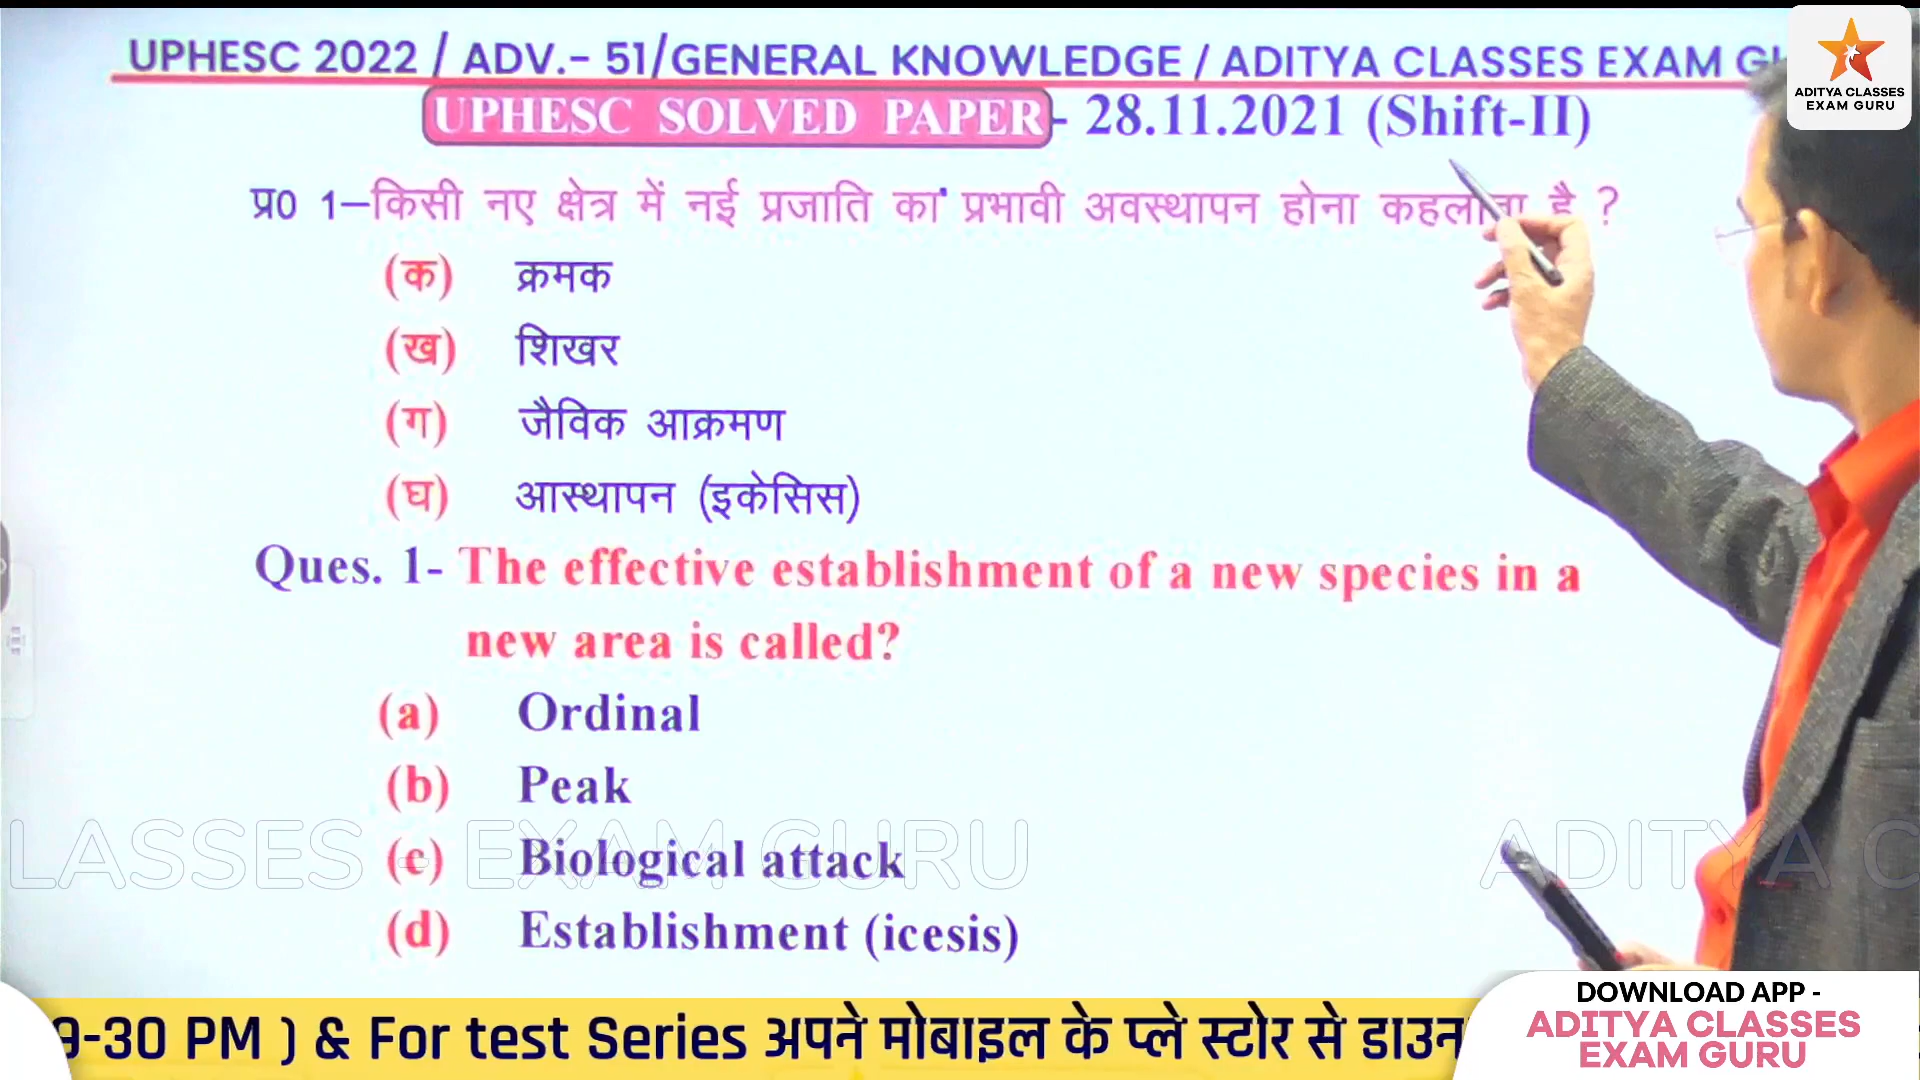 UPHESC 2022 / ADV.- 51/GENERAL KNOWLEDGE / ADITYA CLASSES EXAM
ADITYA CLASSES
EXAM GURU
UPHESC SOLVED PAPER - 28.11.2021 (Shift-II)
प्र0 1–किसी नए क्षेत्र में नई प्रजाति का प्रभावी अवस्थापन होना कहलाता है ?
(क) क्रमक
(ख) शिखर
(ग) जैविक आक्रमण
(घ) आस्थापन (इकेसिस)
Ques. 1- The effective establishment of a new species in a
new area is called?
(a) Ordinal
(b) Peak
(c) Biological attack
(d) Establishment (icesis)
LASSES - EXAM GURU ADITYA C
9-30 PM ) & For test Series अपने मोबाइल के प्ले स्टोर से डाउन
DOWNLOAD APP -
ADITYA CLASSES
EXAM GURU